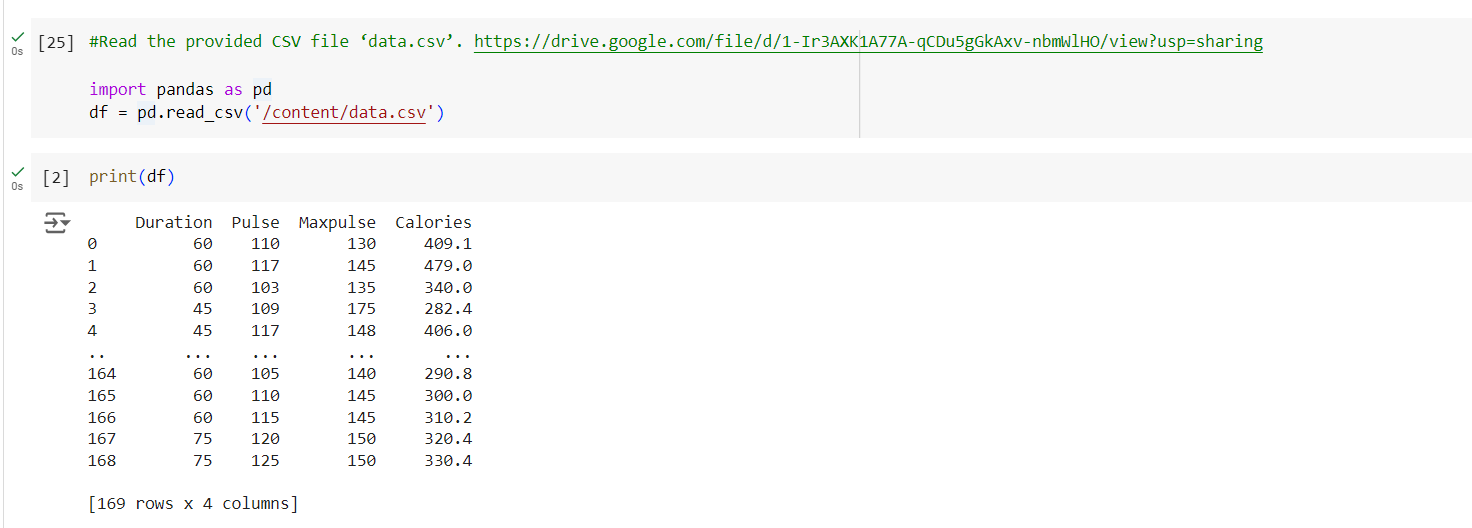 [25] #Read the provided CSV file ‘data.csv’. https://drive.google.com/file/d/1-Ir3AXK1A77A-qCDu5gGkAxv-nbmWlHO/view?usp=sharing
0s
import pandas as pd
df = pd.read_csv('/content/data.csv')
[2] print(df)
0s
Duration Pulse Maxpulse Calories
0 60 110 130 409.1
1 60 117 145 479.0
2 60 103 135 340.0
3 45 109 175 282.4
4 45 117 148 406.0
.. ... ... ... ...
164 60 105 140 290.8
165 60 110 145 300.0
166 60 115 145 310.2
167 75 120 150 320.4
168 75 125 150 330.4
[169 rows x 4 columns]